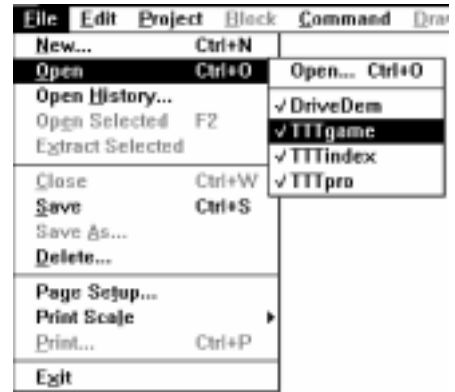 File Edit Project Block Command Dra
New... Ctrl+N
Open Ctrl+O
Open History...
Open Selected F2
Extract Selected
Close Ctrl+W
Save Ctrl+S
Save As...
Delete...
Page Setup...
Print Scale
Print... Ctrl+P
Exit
Open... Ctrl+O
✓ DriveDem
✓ TTTgame
✓ TTTindex
✓ TTTpro